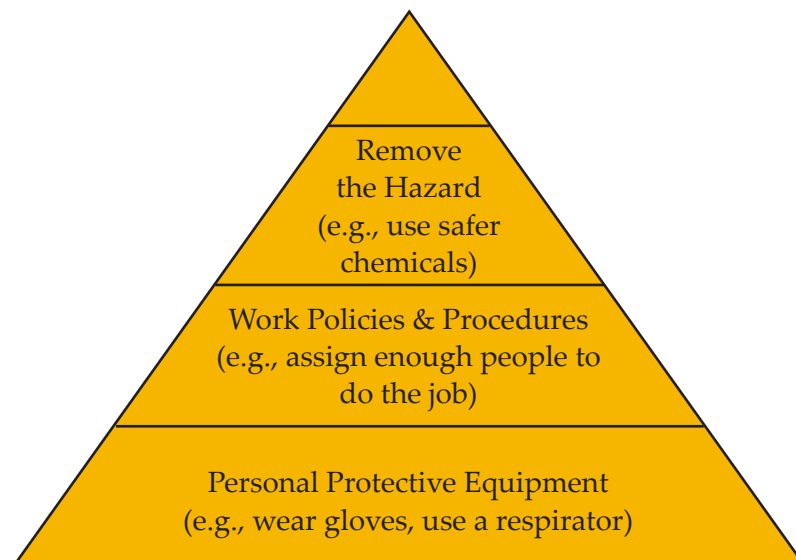 Remove
the Hazard
(e.g., use safer
chemicals)
Work Policies & Procedures
(e.g., assign enough people to
do the job)
Personal Protective Equipment
(e.g., wear gloves, use a respirator)